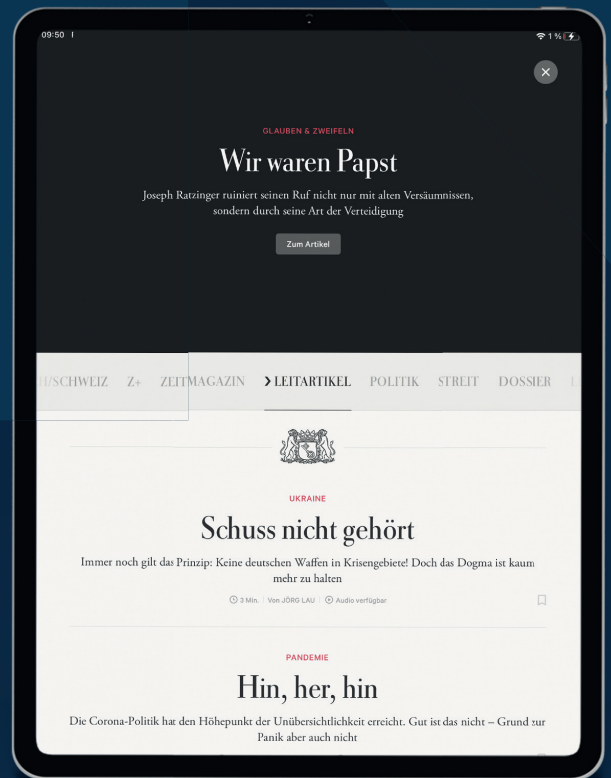 09:50
1 %
GLAUBEN & ZWEIFELN
Wir waren Papst
Joseph Ratzinger ruiniert seinen Ruf nicht nur mit alten Versäumnissen,
sondern durch seine Art der Verteidigung
Zum Artikel
/SCHWEIZ Z+ ZEITMAGAZIN ❯ LEITARTIKEL POLITIK STREIT DOSSIER
UKRAINE
Schuss nicht gehört
Immer noch gilt das Prinzip: Keine deutschen Waffen in Krisengebiete! Doch das Dogma ist kaum
mehr zu halten
3 Min. | Von JÖRG LAU | Audio verfügbar
PANDEMIE
Hin, her, hin
Die Corona-Politik hat den Höhepunkt der Unübersichtlichkeit erreicht. Gut ist das nicht – Grund zur
Panik aber auch nicht